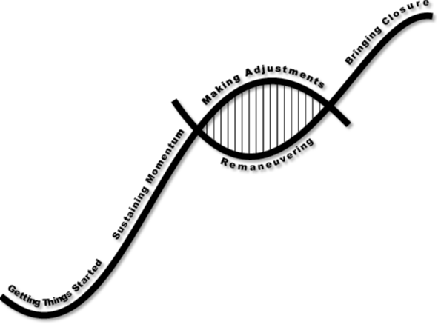 Getting Things Started
Sustaining Momentum
Making Adjustments
Remaneuvering
Bringing Closure